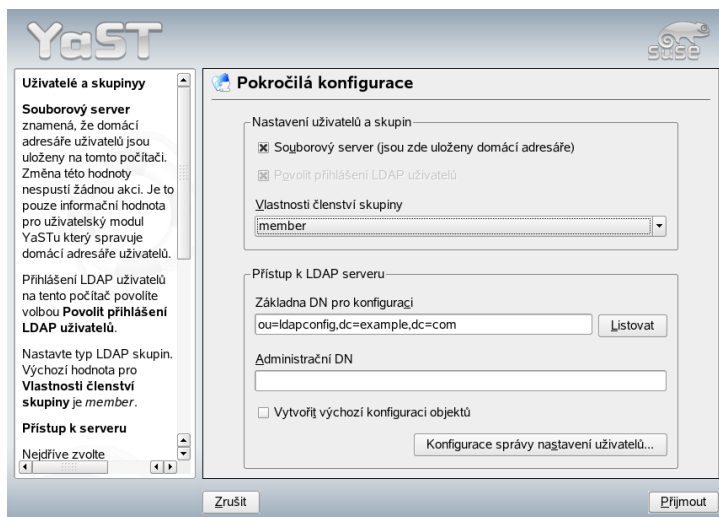 YaST
SUSE
Uživatelé a skupinyy
Souborový server
znamená, že domácí
adresáře uživatelů jsou
uloženy na tomto počítači.
Změna této hodnoty
nespustí žádnou akci. Je to
pouze informační hodnota
pro uživatelský modul
YaSTu který spravuje
domácí adresáře uživatelů.
Přihlášení LDAP uživatelů
na tento počítač povolíte
volbou Povolit přihlášení
LDAP uživatelů.
Nastavte typ LDAP skupin.
Výchozí hodnota pro
Vlastnosti členství
skupiny je member.
Přístup k serveru
Nejdříve zvolte
Pokročilá konfigurace
Nastavení uživatelů a skupin
Souborový server (jsou zde uloženy domácí adresáře)
Povolit přihlášení LDAP uživatelů
Vlastnosti členství skupiny
member
Přístup k LDAP serveru
Základna DN pro konfiguraci
ou=ldapconfig,dc=example,dc=com
Listovat
Administrační DN
Vytvořit výchozí konfiguraci objektů
Konfigurace správy nastavení uživatelů...
Zrušit
Přijmout